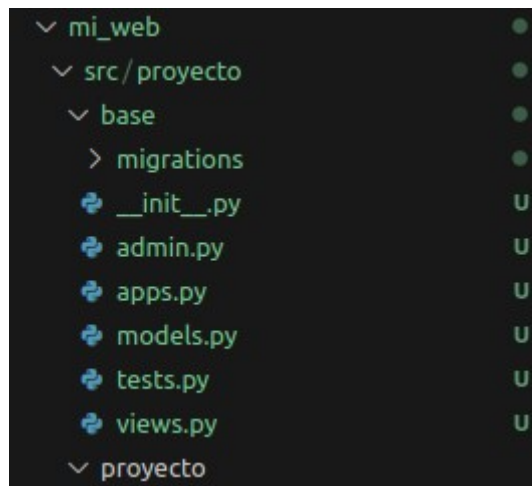 mi_web
src/proyecto
base
migrations
__init__.py U
admin.py U
apps.py U
models.py U
tests.py U
views.py U
proyecto